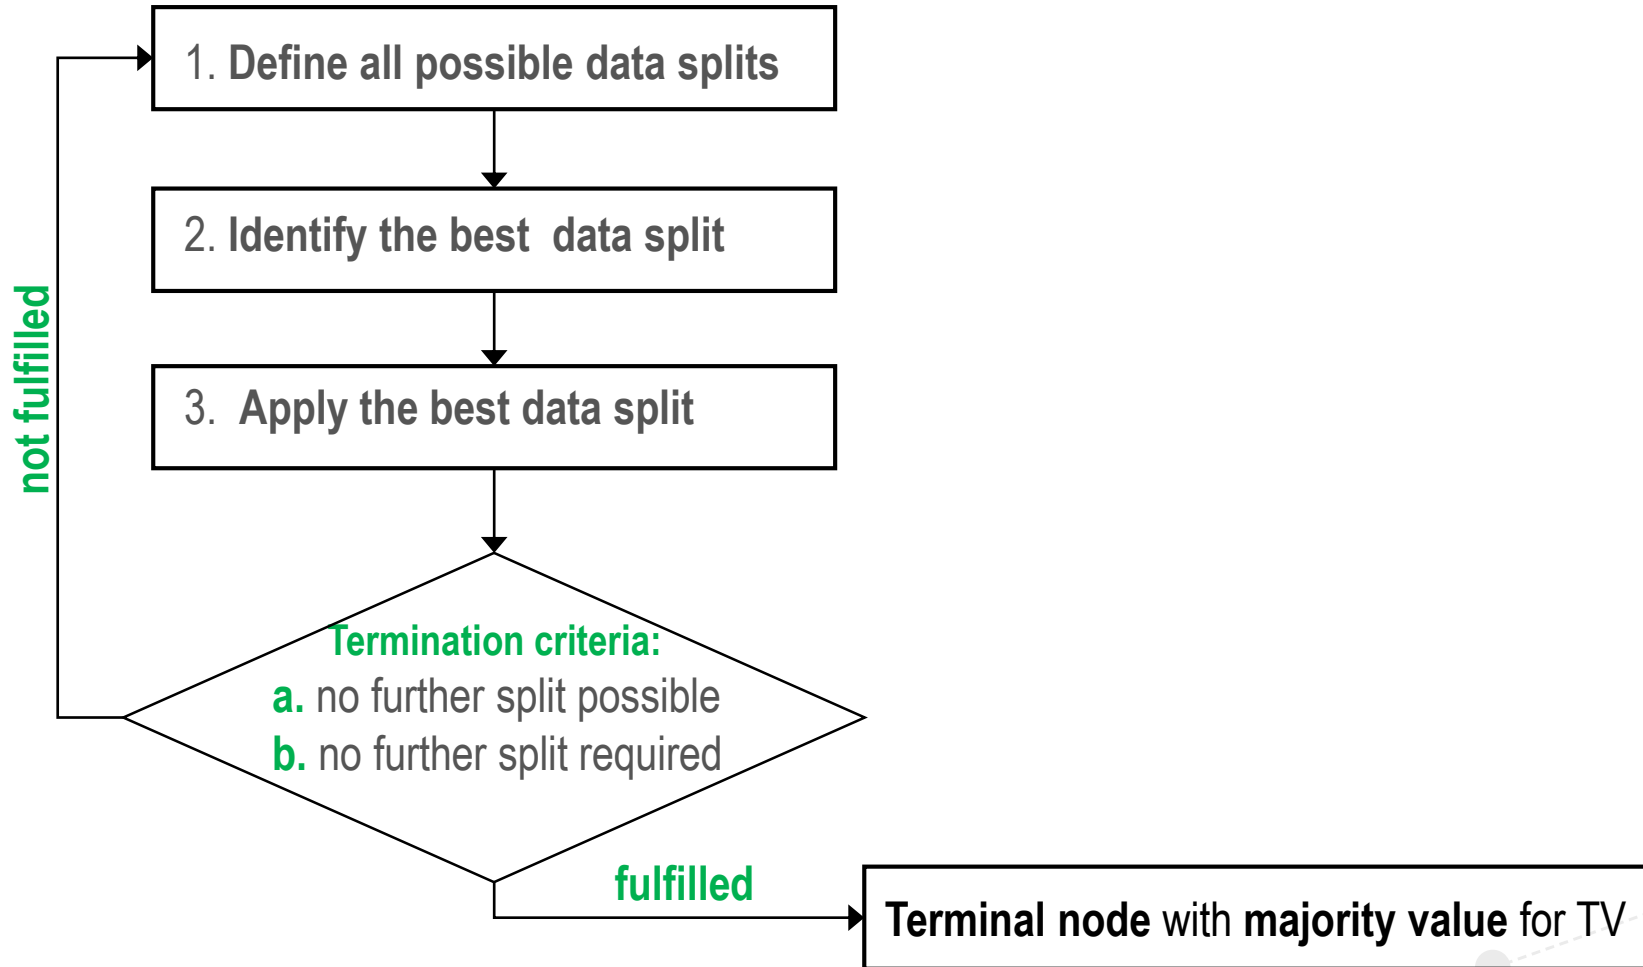 1. Define all possible data splits
2. Identify the best data split
3. Apply the best data split
not fulfilled
Termination criteria:
a. no further split possible
b. no further split required
fulfilled
Terminal node with majority value for TV